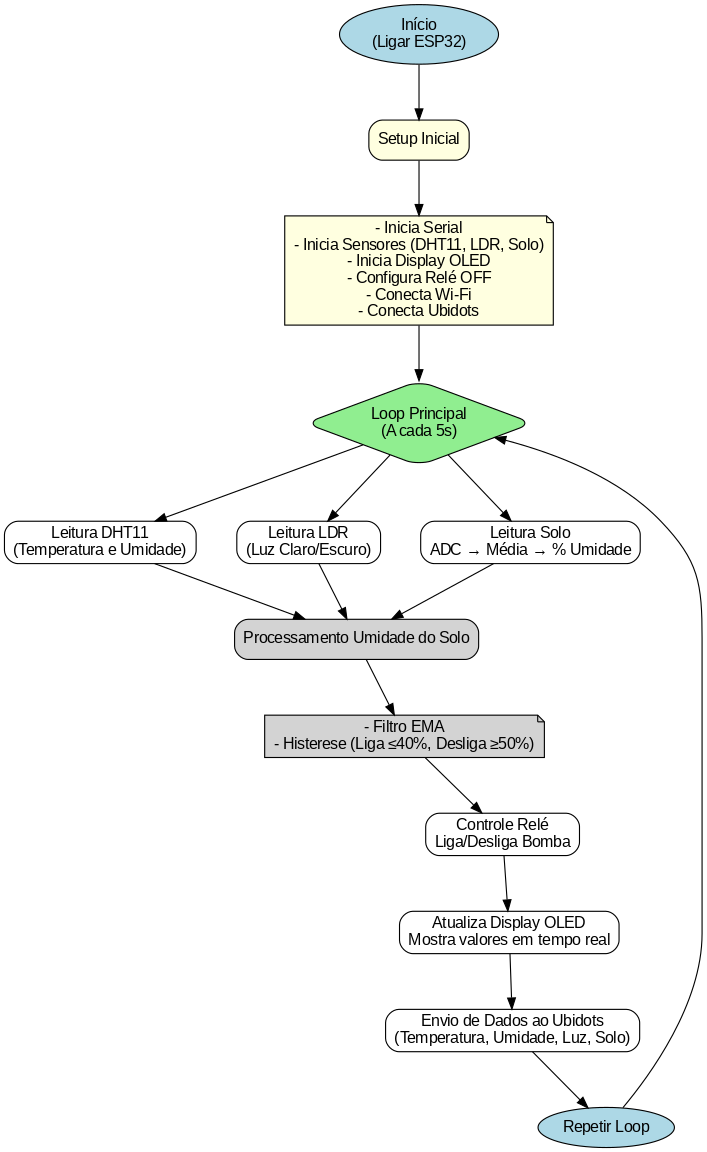 Início
(Ligar ESP32)
Setup Inicial
- Inicia Serial
- Inicia Sensores (DHT11, LDR, Solo)
- Inicia Display OLED
- Configura Relé OFF
- Conecta Wi-Fi
- Conecta Ubidots
Loop Principal
(A cada 5s)
Leitura DHT11
(Temperatura e Umidade)
Leitura LDR
(Luz Claro/Escuro)
Leitura Solo
ADC → Média → % Umidade
Processamento Umidade do Solo
- Filtro EMA
- Histerese (Liga ≤40%, Desliga ≥50%)
Controle Relé
Liga/Desliga Bomba
Atualiza Display OLED
Mostra valores em tempo real
Envio de Dados ao Ubidots
(Temperatura, Umidade, Luz, Solo)
Repetir Loop